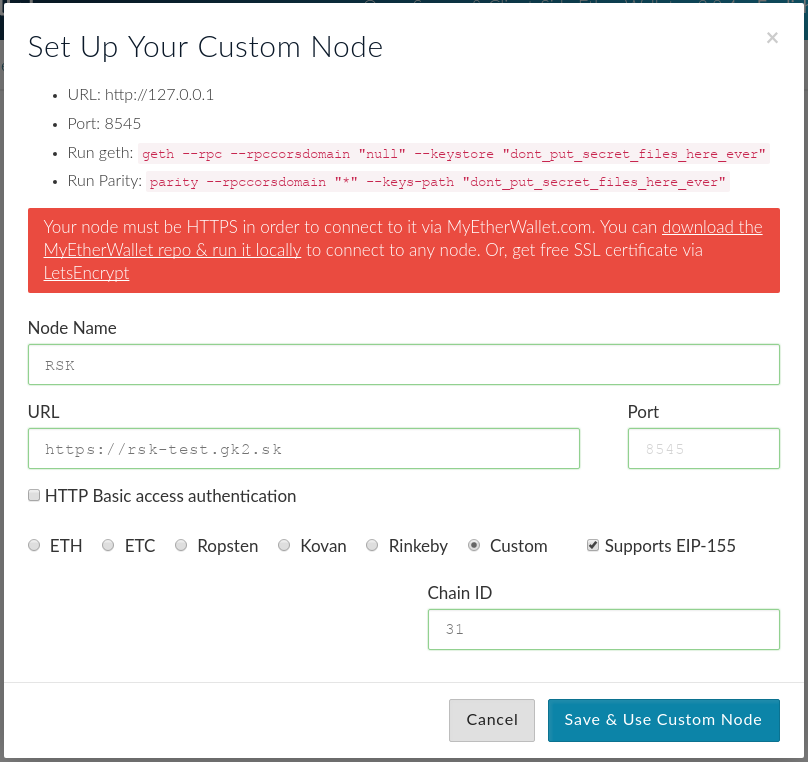 Set Up Your Custom Node
×
URL: http://127.0.0.1
Port: 8545
Run geth: geth --rpc --rpccorsdomain "null" --keystore "dont_put_secret_files_here_ever"
Run Parity: parity --rpccorsdomain "*" --keys-path "dont_put_secret_files_here_ever"
Your node must be HTTPS in order to connect to it via MyEtherWallet.com. You can download the
MyEtherWallet repo & run it locally to connect to any node. Or, get free SSL certificate via
LetsEncrypt
Node Name
RSK
URL Port
https://rsk-test.gk2.sk 8545
HTTP Basic access authentication
ETH ETC Ropsten Kovan Rinkeby Custom Supports EIP-155
Chain ID
31
Cancel Save & Use Custom Node